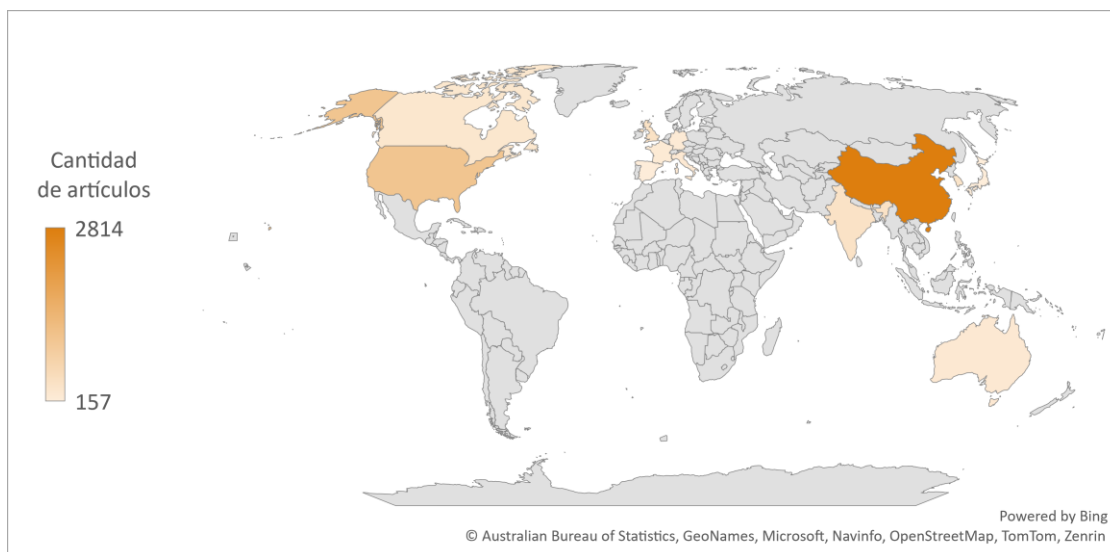 Cantidad
de artículos
2814
157
Powered by Bing
© Australian Bureau of Statistics, GeoNames, Microsoft, Navinfo, OpenStreetMap, TomTom, Zenrin